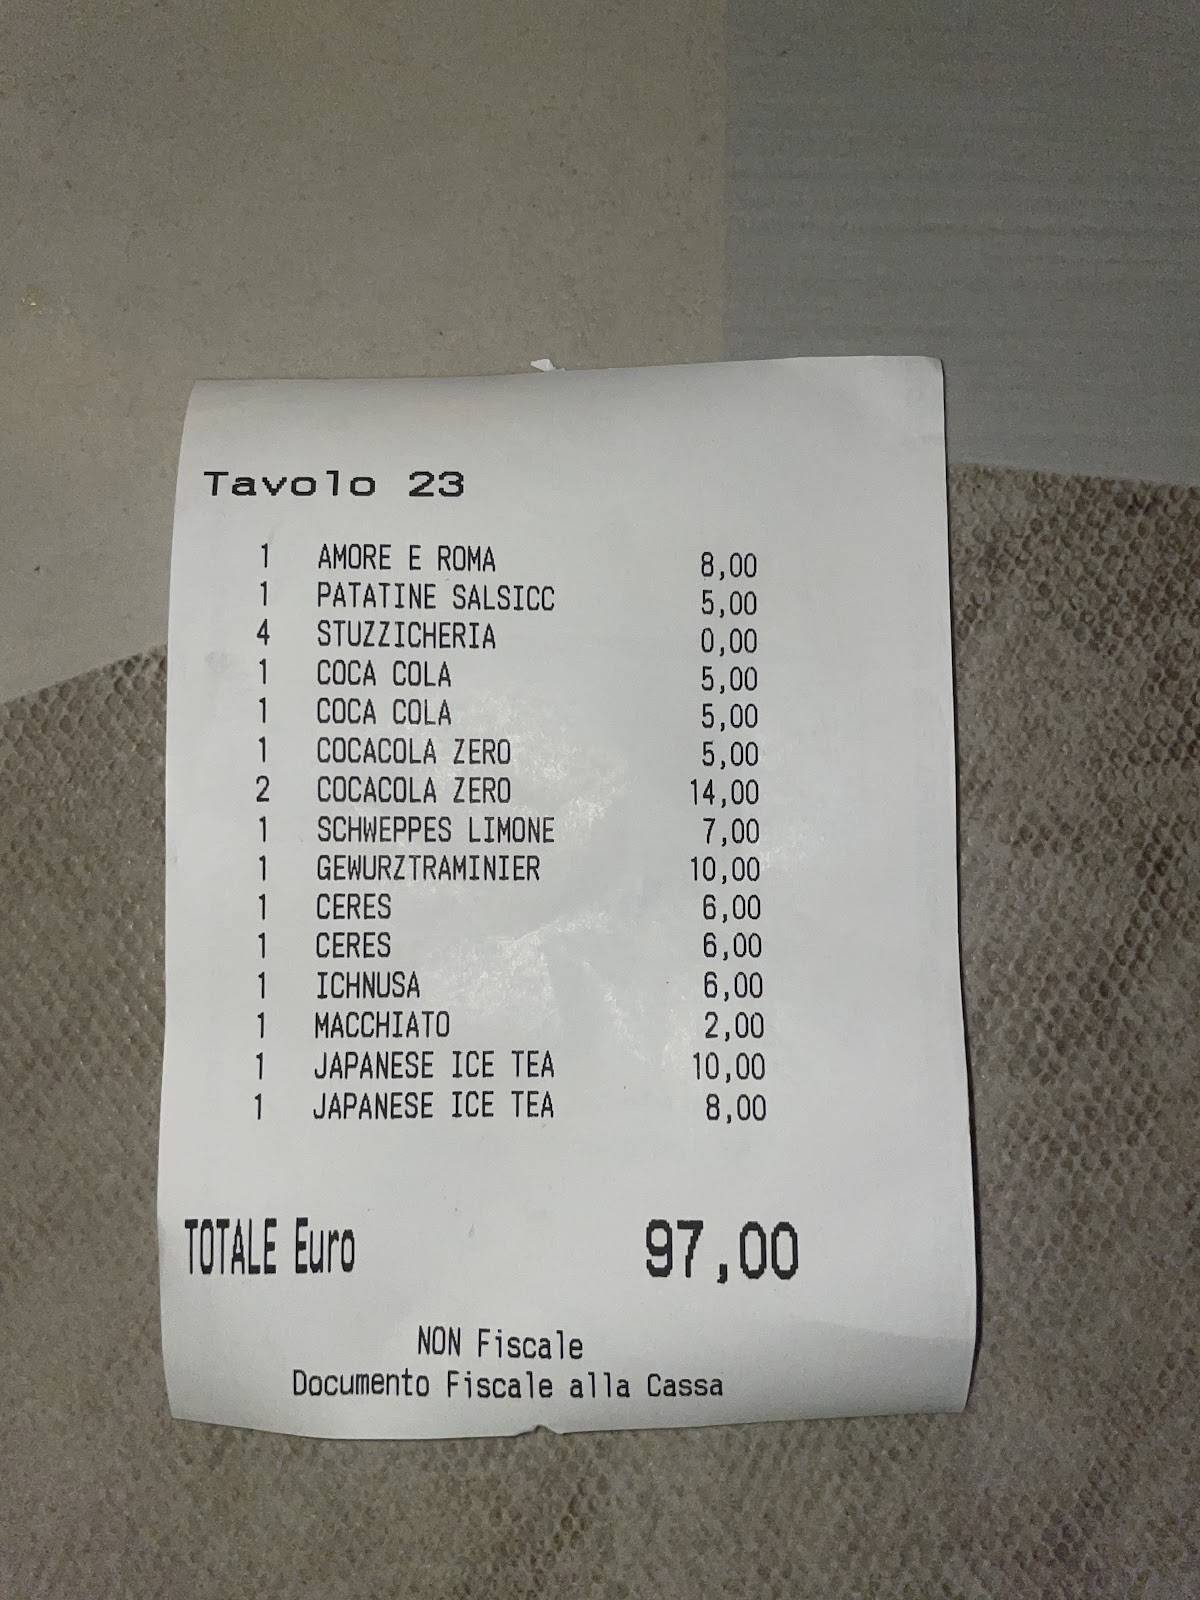 Tavolo 23
1 AMORE E ROMA 8,00
1 PATATINE SALSICC 5,00
4 STUZZICHERIA 0,00
1 COCA COLA 5,00
1 COCA COLA 5,00
1 COCACOLA ZERO 5,00
2 COCACOLA ZERO 14,00
1 SCHWEPPES LIMONE 7,00
1 GEWURZTRAMINIER 10,00
1 CERES 6,00
1 CERES 6,00
1 ICHNUSA 6,00
1 MACCHIATO 2,00
1 JAPANESE ICE TEA 10,00
1 JAPANESE ICE TEA 8,00
TOTALE Euro 97,00
NON Fiscale
Documento Fiscale alla Cassa